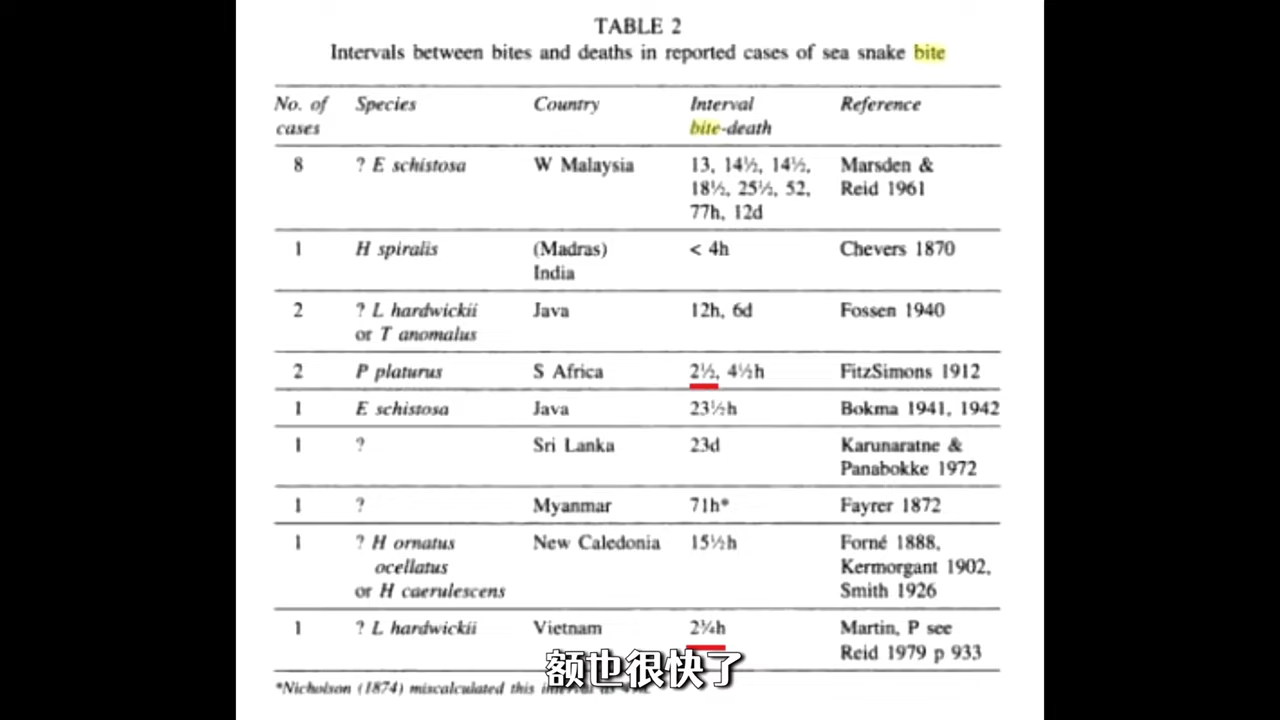 TABLE 2
Intervals between bites and deaths in reported cases of sea snake bite
No. of cases Species Country Interval bite-death Reference
8 ? E schistosa W Malaysia 13, 14½, 14½, Marsden &
18½, 25½, 52, Reid 1961
77h, 12d
1 H spiralis (Madras) < 4h Chevers 1870
India
2 ? L hardwickii Java 12h, 6d Fossen 1940
or T anomalus
2 P platurus S Africa 2½, 4½h FitzSimons 1912
1 E schistosa Java 23½h Bokma 1941, 1942
1 ? Sri Lanka 23d Karunaratne &
Panabokke 1972
1 ? Myanmar 71h* Fayrer 1872
1 ? H ornatus New Caledonia 15½h Forné 1888,
ocellatus Kermorgant 1902,
or H caerulescens Smith 1926
1 ? L hardwickii Vietnam 2¾h Martin, P see
Reid 1979 p 933
额也很快了
*Nicholson (1874) miscalculated this interval as